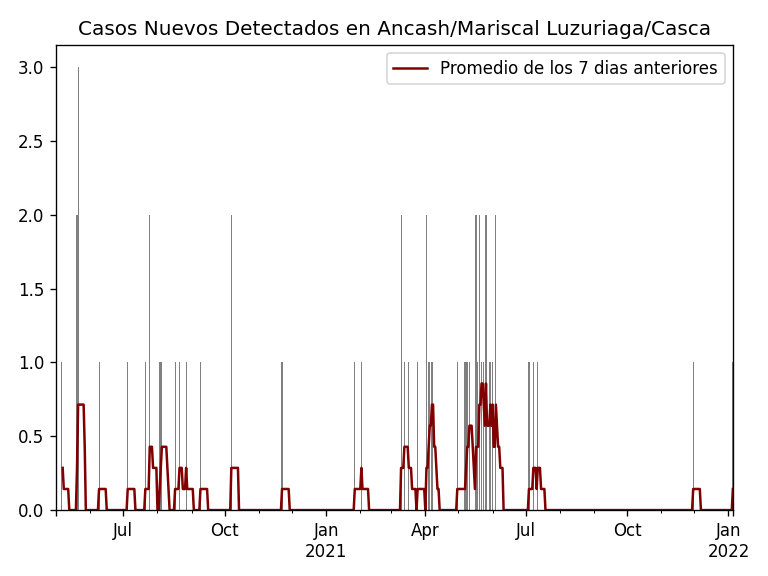 Casos Nuevos Detectados en Ancash/Mariscal Luzuriaga/Casca
Promedio de los 7 dias anteriores
3.0
2.5
2.0
1.5
1.0
0.5
0.0
Jul
Oct
Jan
2021
Apr
Jul
Oct
Jan
2022